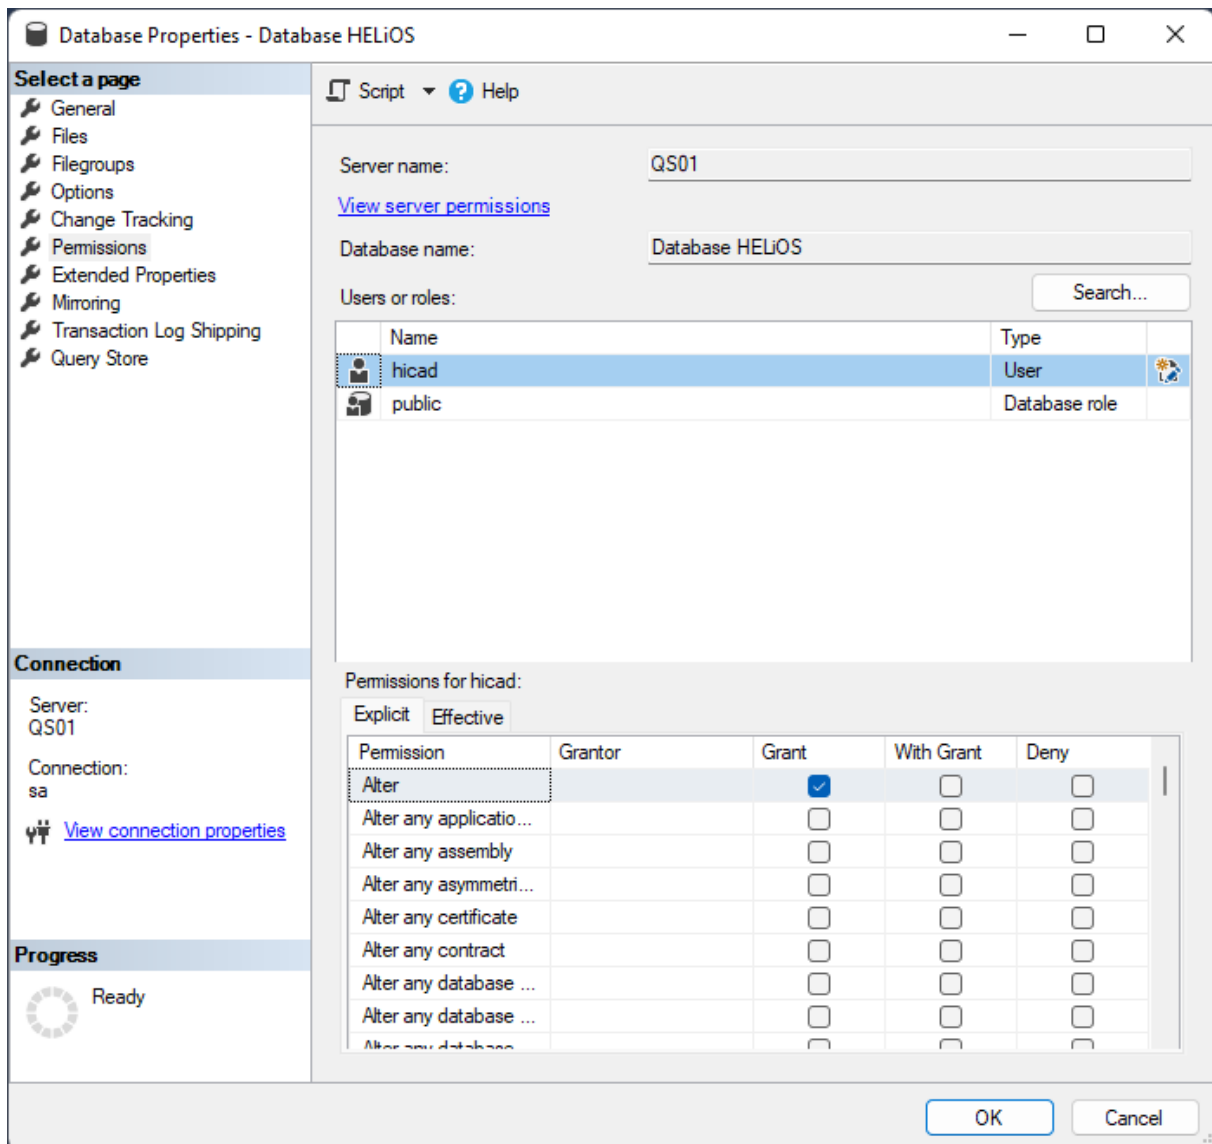 Database Properties - Database HELiOS
Select a page
General
Files
Filegroups
Options
Change Tracking
Permissions
Extended Properties
Mirroring
Transaction Log Shipping
Query Store
Connection
Server:
QS01
Connection:
sa
View connection properties
Progress
Ready
Script Help
Server name: QS01
View server permissions
Database name: Database HELiOS
Users or roles: Search...
Name Type
hicad User
public Database role
Permissions for hicad:
Explicit Effective
Permission Grantor Grant With Grant Deny
Alter
Alter any applicatio...
Alter any assembly
Alter any asymmetri...
Alter any certificate
Alter any contract
Alter any database ...
Alter any database ...
Alter any database
OK Cancel